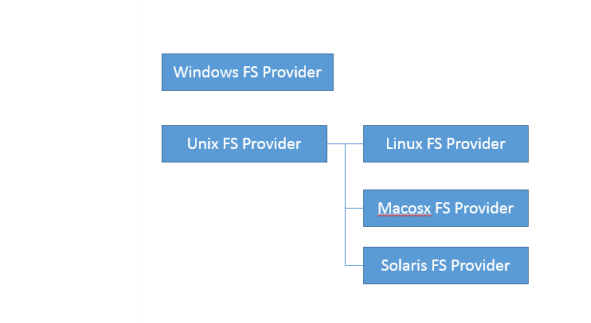 Windows FS Provider
Unix FS Provider
Linux FS Provider
Macosx FS Provider
Solaris FS Provider